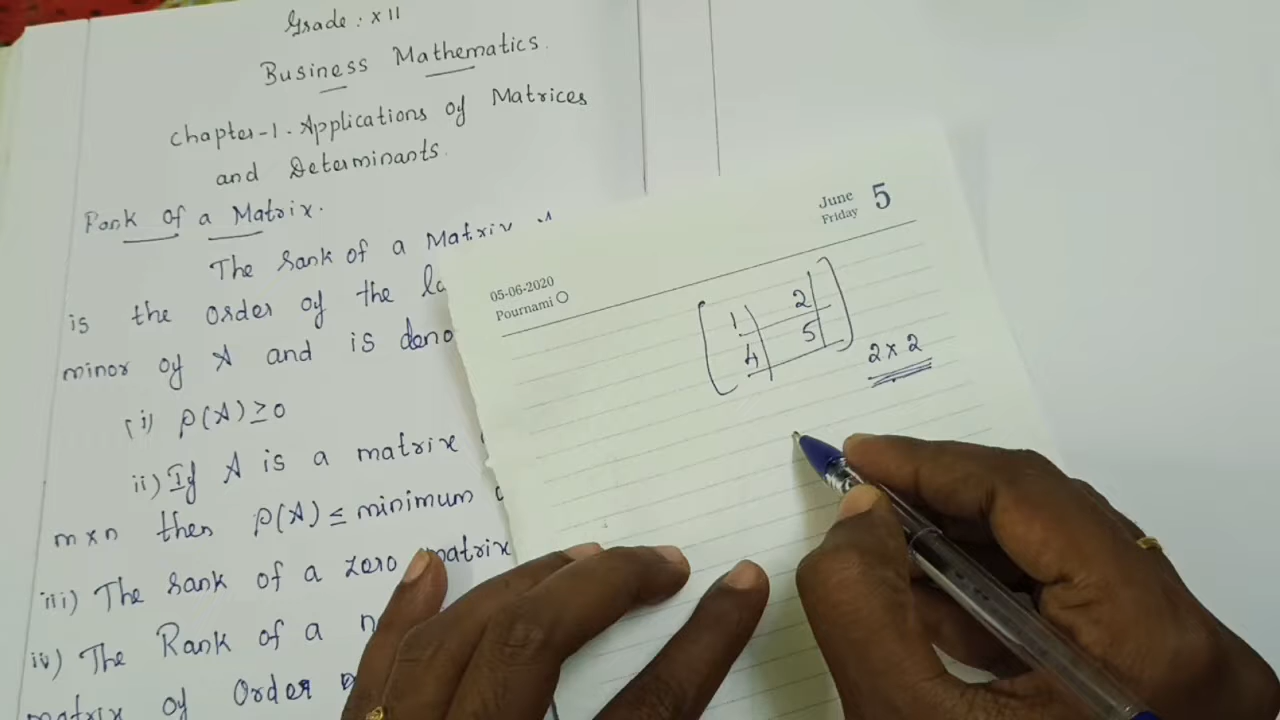 Grade : XII
Business Mathematics.
Chapter-1. Applications of Matrices
and Determinants.
Rank of a Matrix.
The Rank of a Matrix
is the order of the
minor of A and is
(i) ρ(A) ≥ 0
ii) If A is a matrix
m×n then ρ(A) ≤ minimum
iii) The Rank of a zero matrix
iv) The Rank of a
matrix of Order
June
Friday 5
05-06-2020
Pournami
1 2
4 5
2 × 2